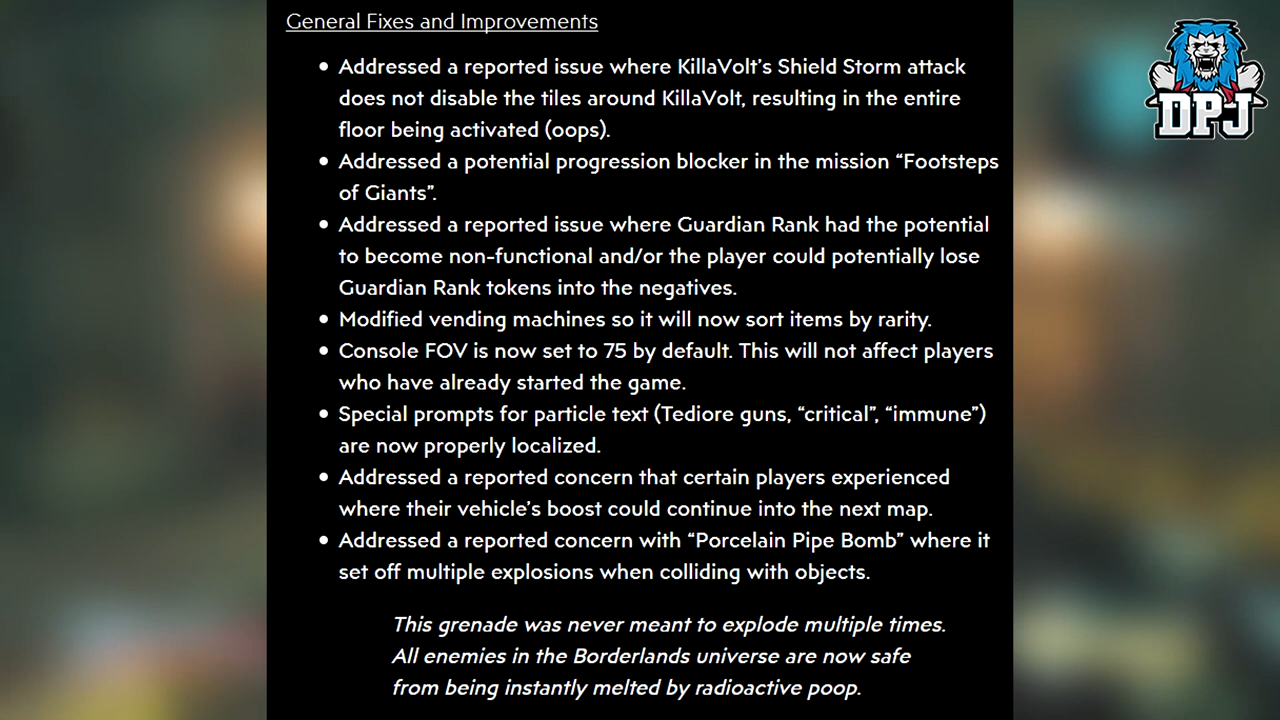 General Fixes and Improvements
DPJ
• Addressed a reported issue where KillaVolt’s Shield Storm attack
does not disable the tiles around KillaVolt, resulting in the entire
floor being activated (oops).
• Addressed a potential progression blocker in the mission “Footsteps
of Giants”.
• Addressed a reported issue where Guardian Rank had the potential
to become non-functional and/or the player could potentially lose
Guardian Rank tokens into the negatives.
• Modified vending machines so it will now sort items by rarity.
• Console FOV is now set to 75 by default. This will not affect players
who have already started the game.
• Special prompts for particle text (Tediore guns, “critical”, “immune”)
are now properly localized.
• Addressed a reported concern that certain players experienced
where their vehicle’s boost could continue into the next map.
• Addressed a reported concern with “Porcelain Pipe Bomb” where it
set off multiple explosions when colliding with objects.
This grenade was never meant to explode multiple times.
All enemies in the Borderlands universe are now safe
from being instantly melted by radioactive poop.